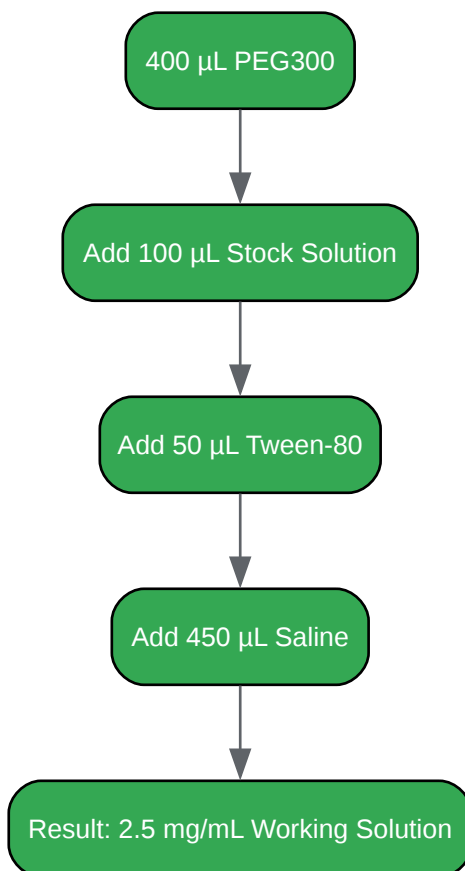 400 µL PEG300
Add 100 µL Stock Solution
Add 50 µL Tween-80
Add 450 µL Saline
Result: 2.5 mg/mL Working Solution